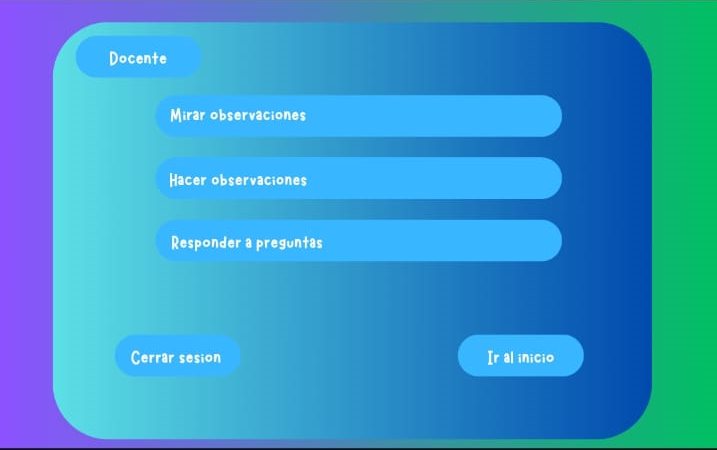 Docente
Mirar observaciones
Hacer observaciones
Responder a preguntas
Cerrar sesion
Ir al inicio